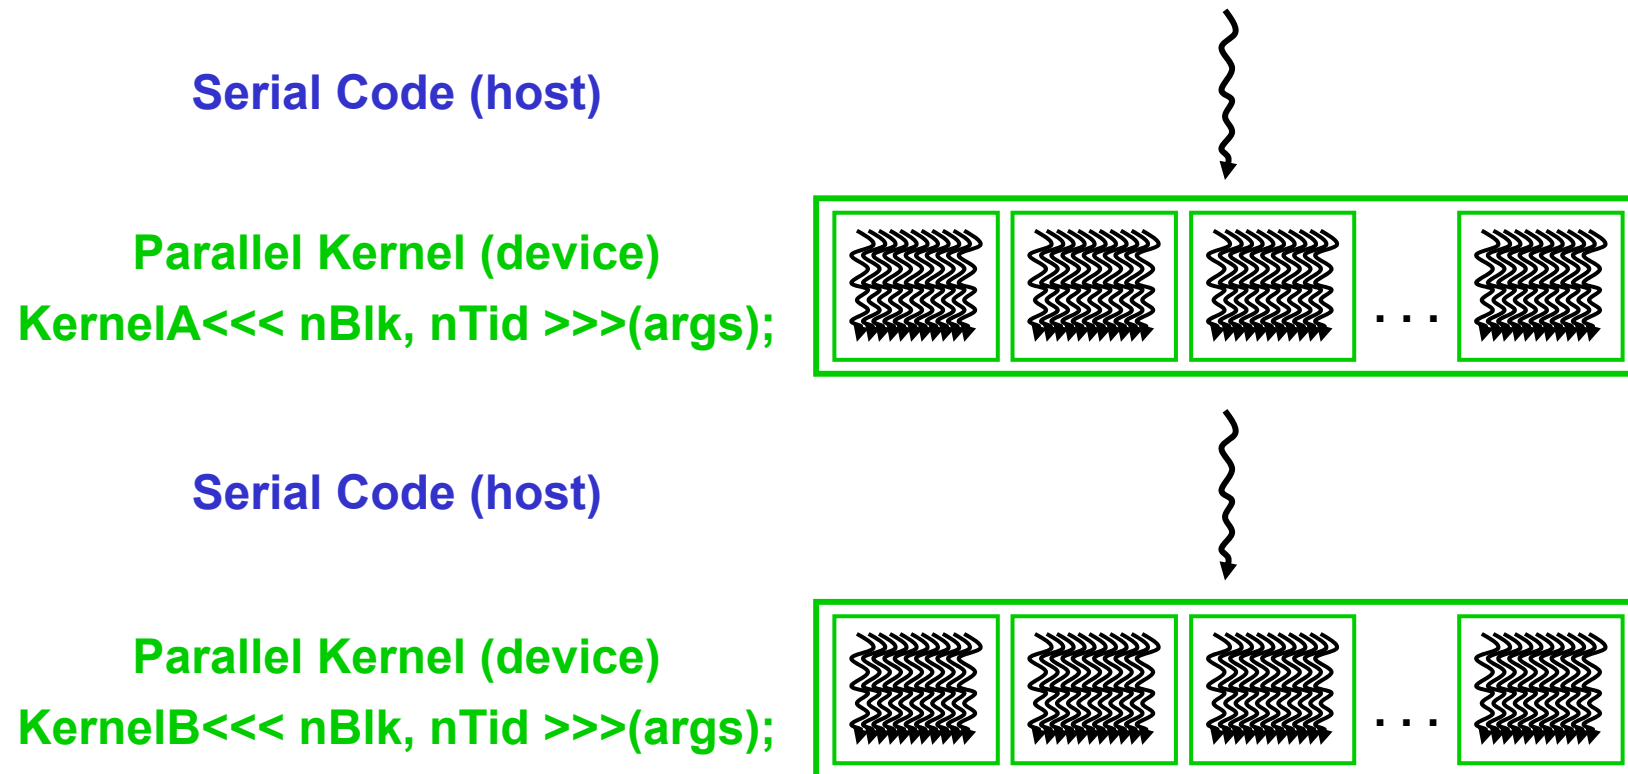 Serial Code (host)
Parallel Kernel (device)
KernelA<<< nBlk, nTid >>>(args);
. . .
Serial Code (host)
Parallel Kernel (device)
KernelB<<< nBlk, nTid >>>(args);
. . .